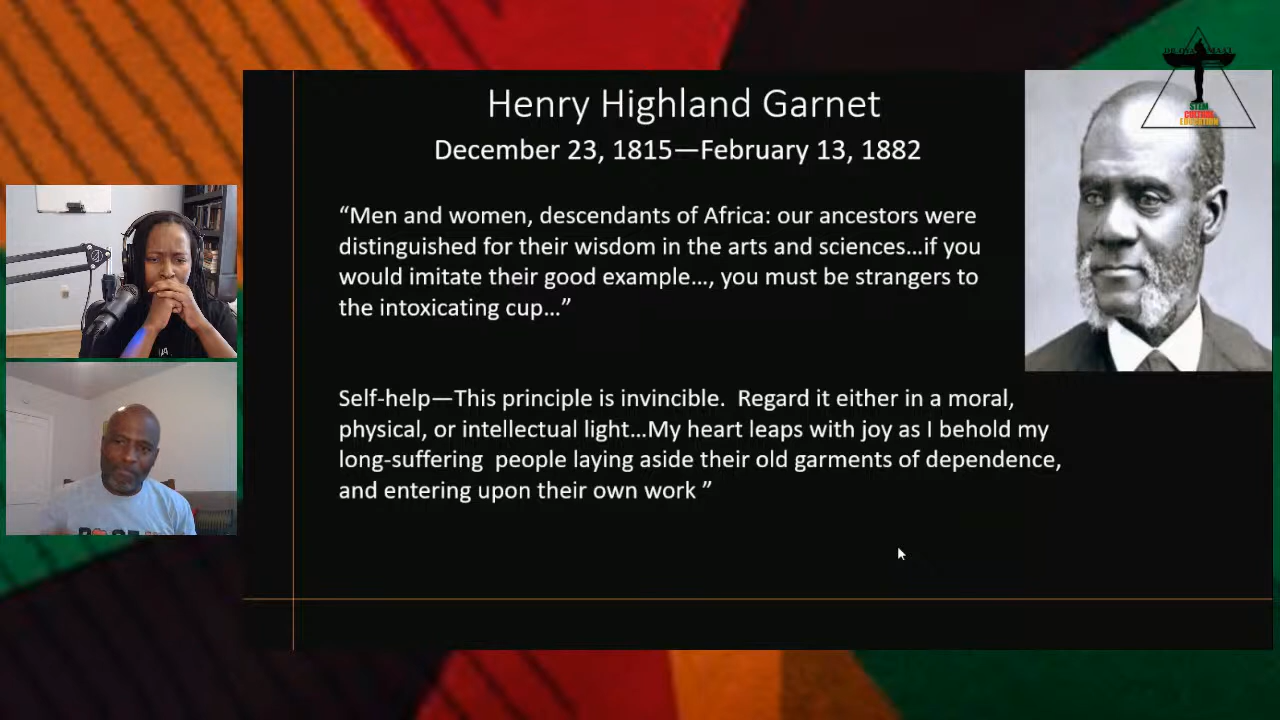 Henry Highland Garnet
December 23, 1815—February 13, 1882
“Men and women, descendants of Africa: our ancestors were
distinguished for their wisdom in the arts and sciences…if you
would imitate their good example…, you must be strangers to
the intoxicating cup…”
Self-help—This principle is invincible.  Regard it either in a moral,
physical, or intellectual light…My heart leaps with joy as I behold my
long-suffering  people laying aside their old garments of dependence,
and entering upon their own work ”
STEM
CULTURE
EDUCATION